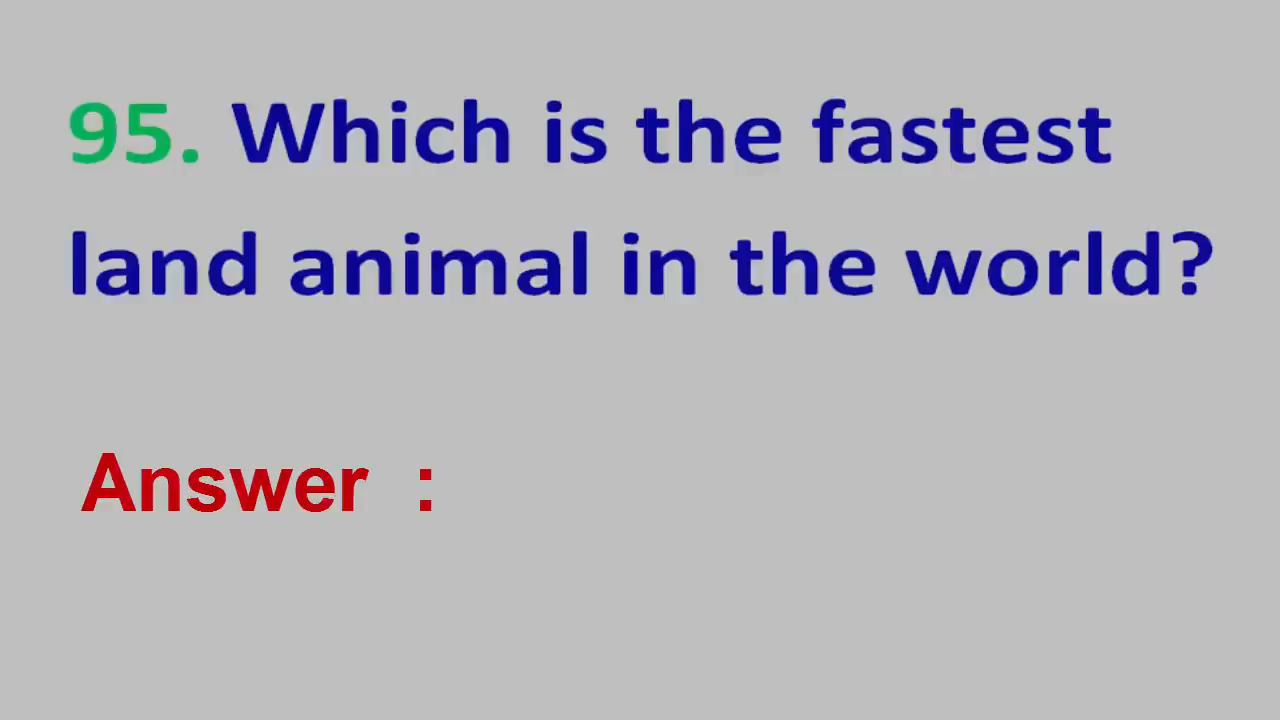 95. Which is the fastest
land animal in the world?
Answer :